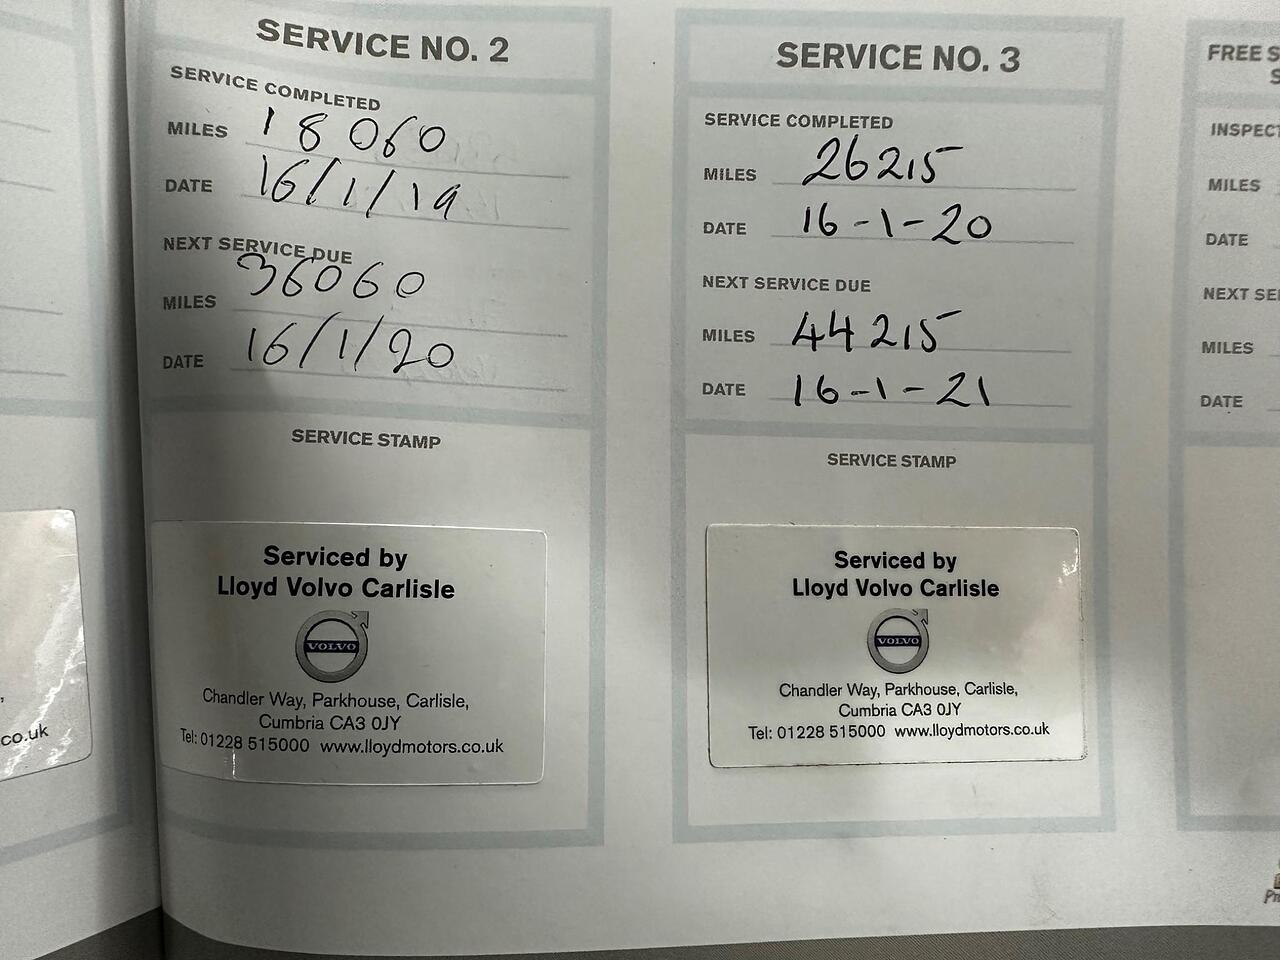 co.uk
SERVICE NO. 2
SERVICE COMPLETED
MILES 18060
DATE 16/1/19
NEXT SERVICE DUE
MILES 36060
DATE 16/1/20
SERVICE STAMP
Serviced by
Lloyd Volvo Carlisle
VOLVO
Chandler Way, Parkhouse, Carlisle,
Cumbria CA3 0JY
Tel: 01228 515000 www.lloydmotors.co.uk
SERVICE NO. 3
SERVICE COMPLETED
MILES 26215
DATE 16-1-20
NEXT SERVICE DUE
MILES 44215
DATE 16-1-21
SERVICE STAMP
Serviced by
Lloyd Volvo Carlisle
VOLVO
Chandler Way, Parkhouse, Carlisle,
Cumbria CA3 0JY
Tel: 01228 515000 www.lloydmotors.co.uk
FREE S
S
INSPECT
MILES
DATE
NEXT SE
MILES
DATE